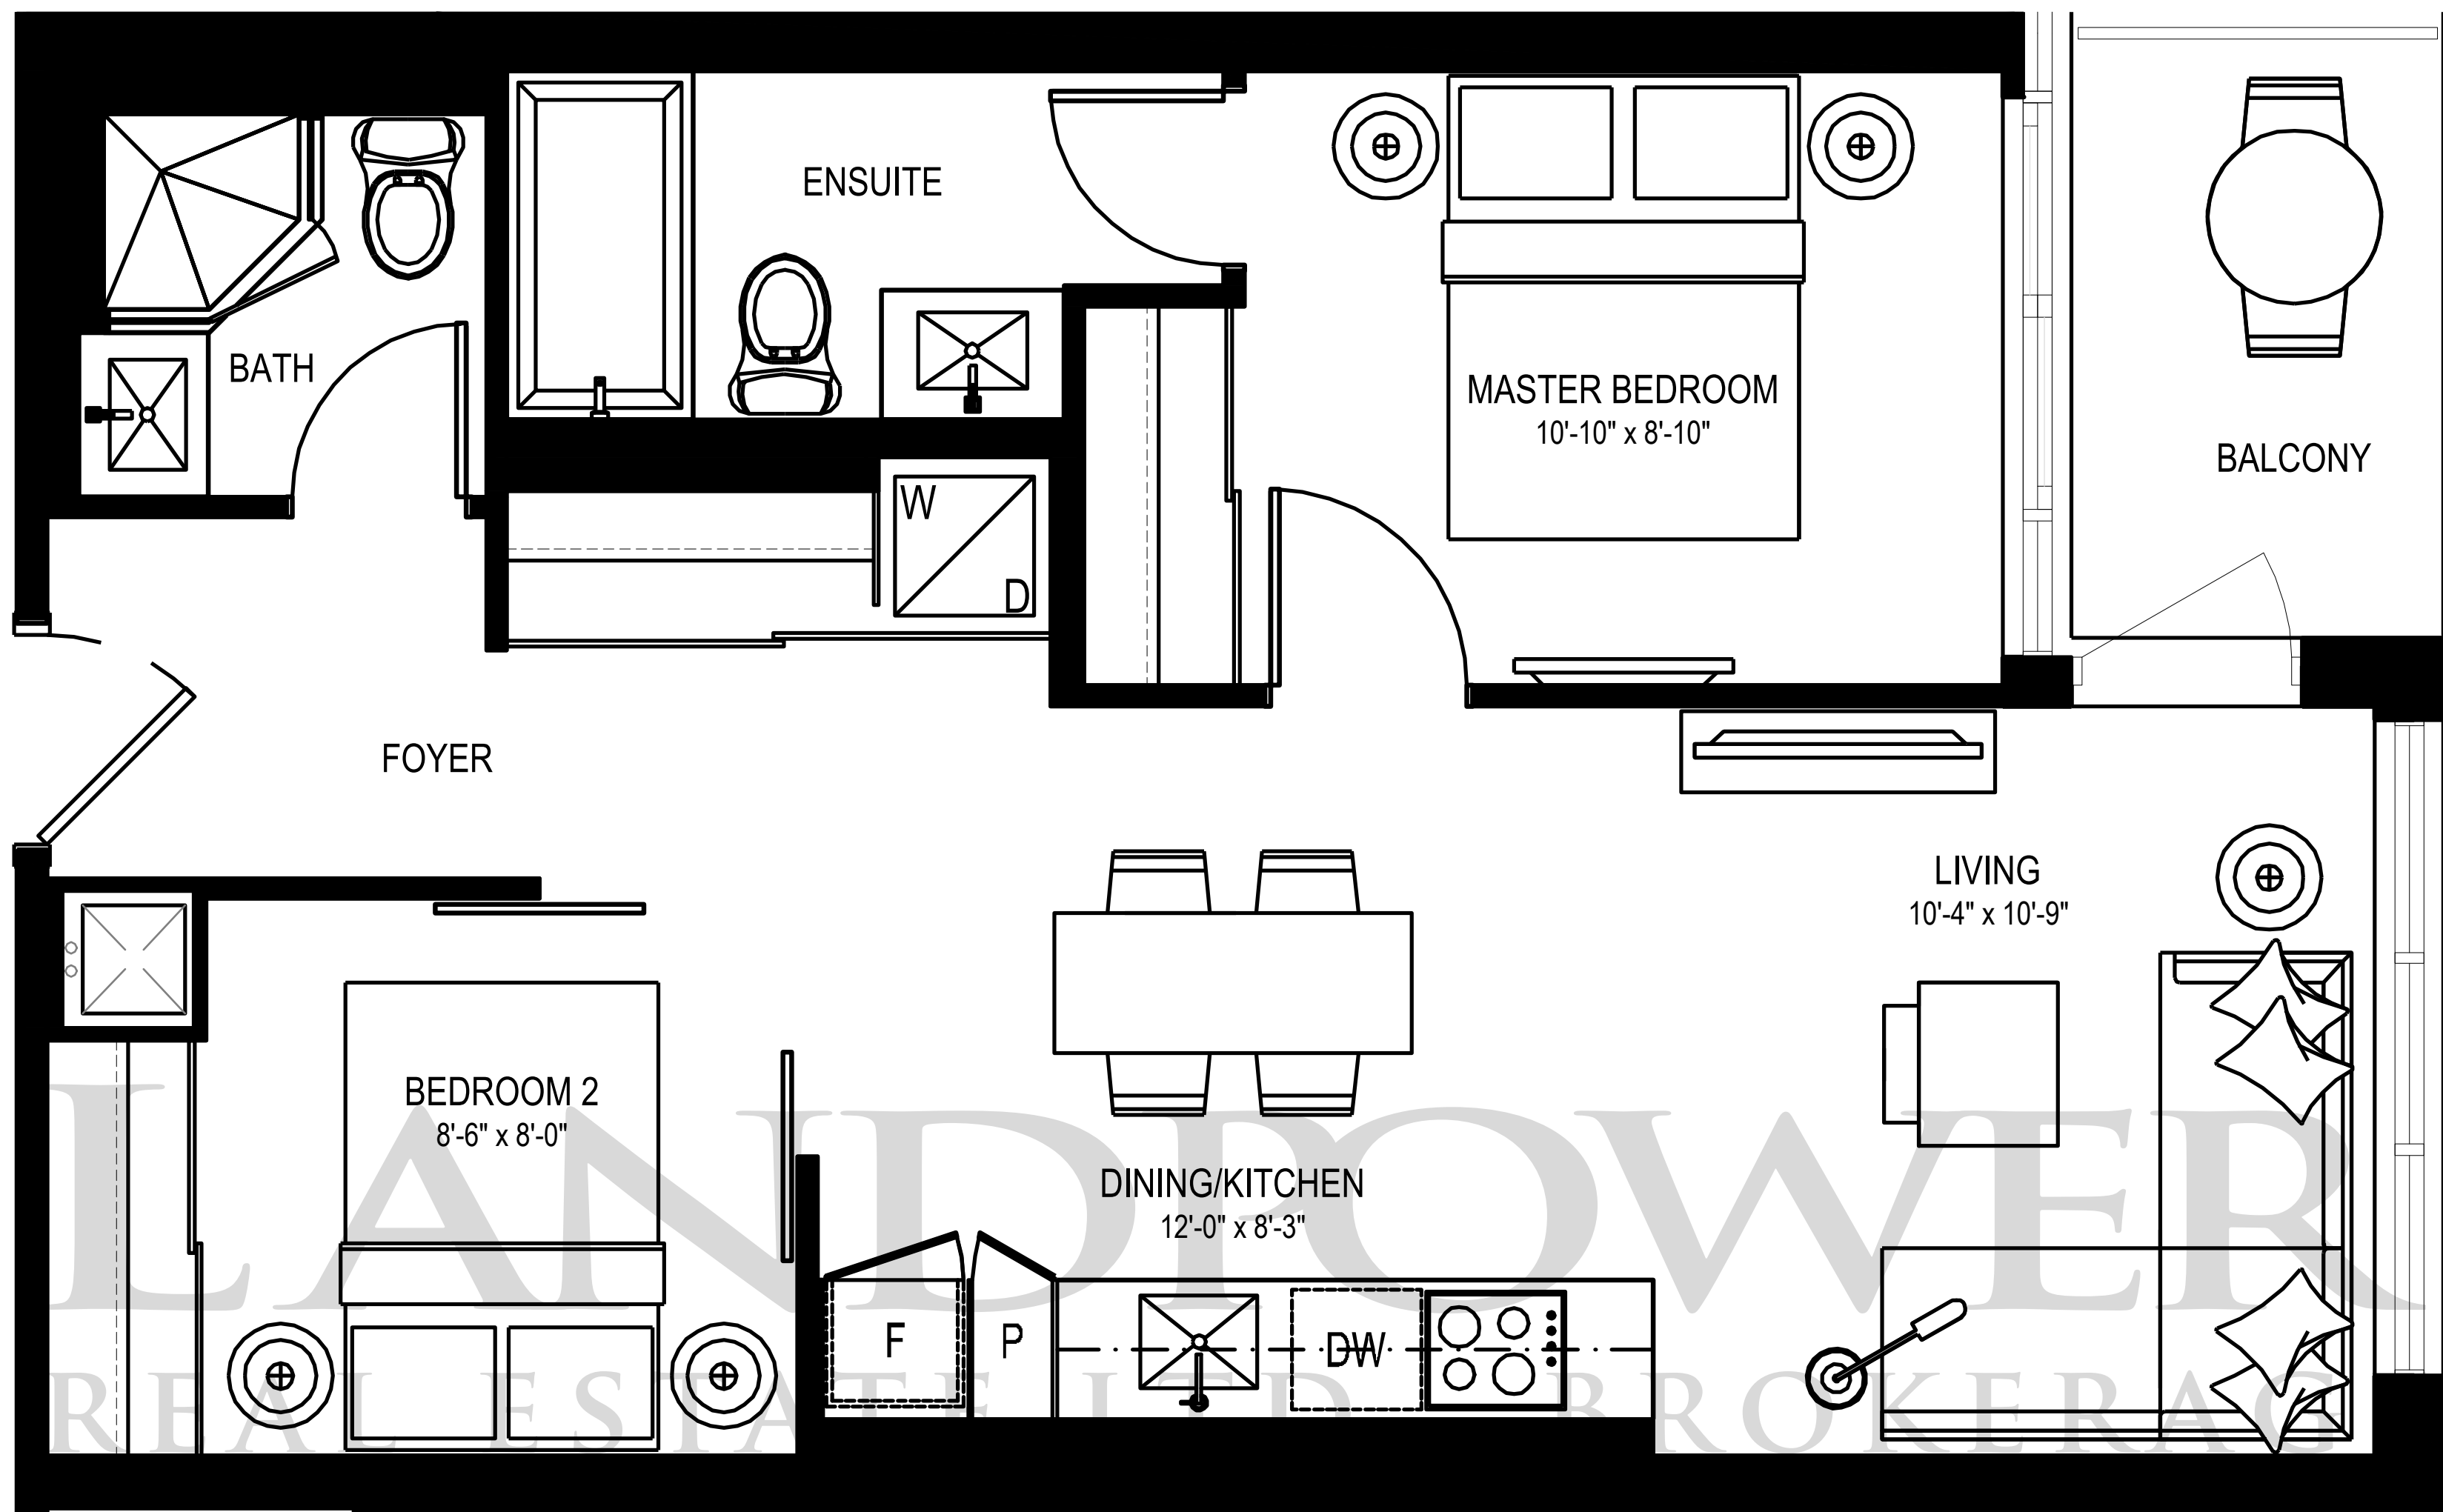 ENSUITE
BATH
MASTER BEDROOM
10'-10" x 8'-10"
BALCONY
W
D
FOYER
LIVING
10'-4" x 10'-9"
BEDROOM 2
8'-6" x 8'-0"
DINING/KITCHEN
12'-0" x 8'-3"
F
P
DW
LANDPOWER
REAL ESTATE LTD BROKERAG